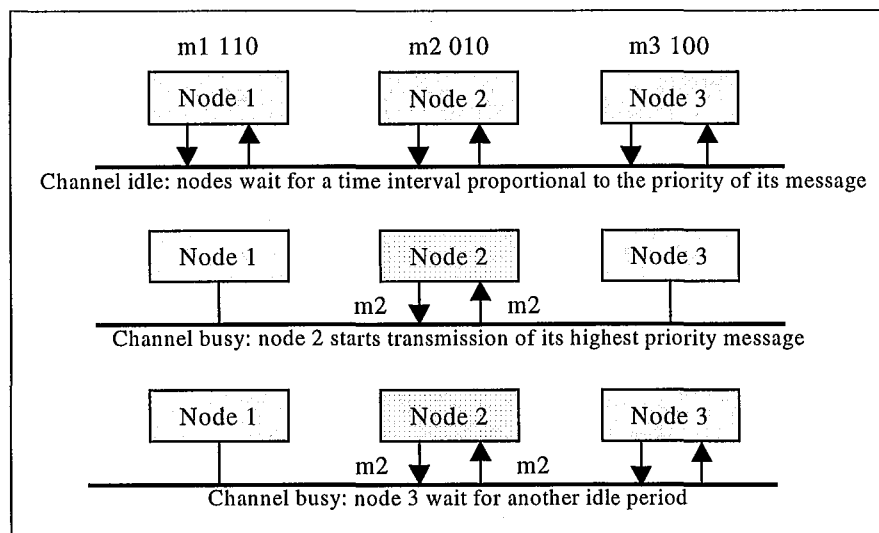 m1 110 m2 010 m3 100
Node 1 Node 2 Node 3
Channel idle: nodes wait for a time interval proportional to the priority of its message
Node 1 Node 2 Node 3
m2 m2
Channel busy: node 2 starts transmission of its highest priority message
Node 1 Node 2 Node 3
m2 m2
Channel busy: node 3 wait for another idle period